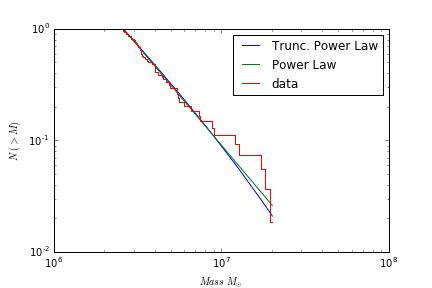 10^0
Trunc. Power Law
Power Law
data
N (> M)
10^-1
10^-2
10^6
10^7
10^8
Mass M_⊙